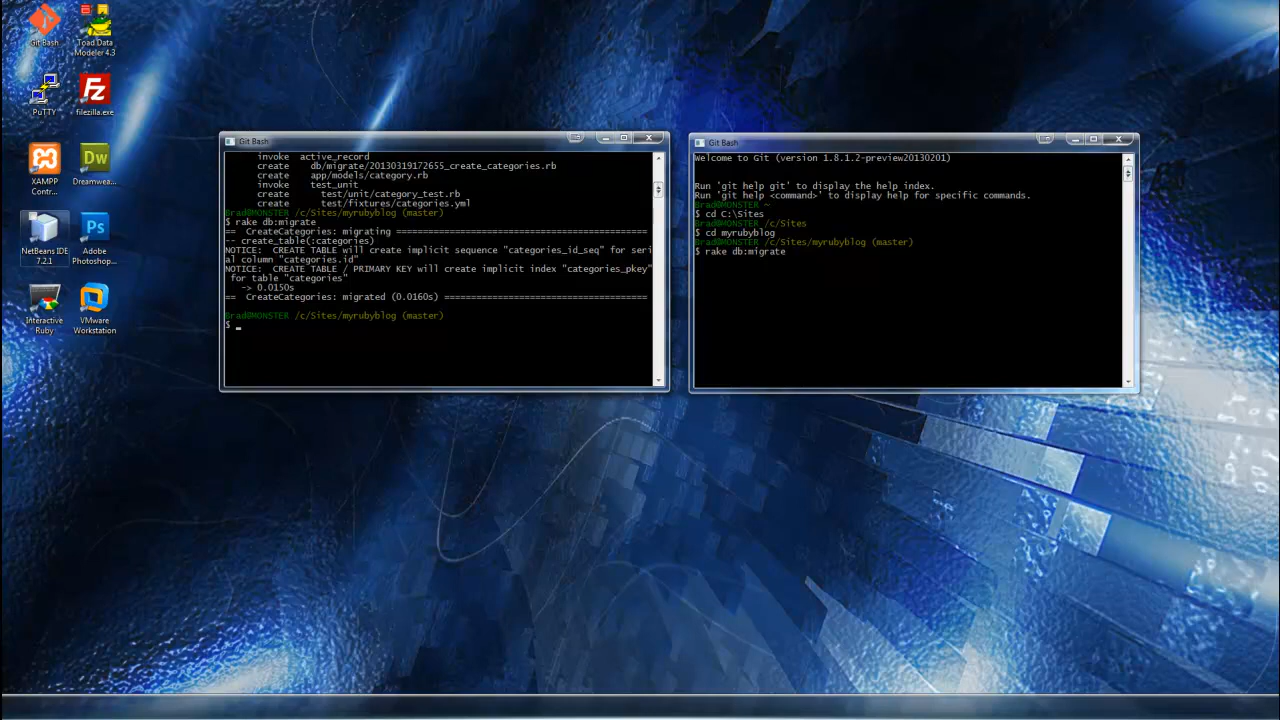 Git Bash
Toad Data
Modeler 4.3
PuTTY
filezilla.exe
XAMPP
Contr...
Dw
Dreamwea...
NetBeans IDE
7.2.1
Ps
Adobe
Photoshop...
Interactive
Ruby
VMware
Workstation
Git Bash
invoke  active_record
create    db/migrate/20130319172655_create_categories.rb
create    app/models/category.rb
invoke    test_unit
create      test/unit/category_test.rb
create      test/fixtures/categories.yml
Brad@MONSTER /c/Sites/myrubyblog (master)
$ rake db:migrate
==  CreateCategories: migrating ===============================================
-- create_table(:categories)
NOTICE:  CREATE TABLE will create implicit sequence "categories_id_seq" for seri
al column "categories.id"
NOTICE:  CREATE TABLE / PRIMARY KEY will create implicit index "categories_pkey"
 for table "categories"
   -> 0.0150s
==  CreateCategories: migrated (0.0160s) ======================================
Brad@MONSTER /c/Sites/myrubyblog (master)
$ _
Git Bash
Welcome to Git (version 1.8.1.2-preview20130201)
Run 'git help git' to display the help index.
Run 'git help <command>' to display help for specific commands.
Brad@MONSTER ~
$ cd C:\Sites
Brad@MONSTER /c/Sites
$ cd myrubyblog
Brad@MONSTER /c/Sites/myrubyblog (master)
$ rake db:migrate